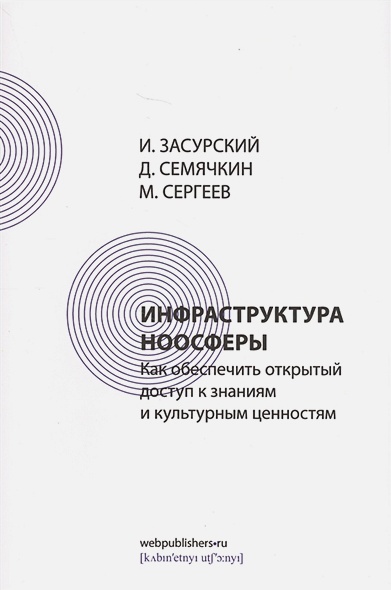 И. ЗАСУРСКИЙ
Д. СЕМЯЧКИН
М. СЕРГЕЕВ
ИНФРАСТРУКТУРА
НООСФЕРЫ
Как обеспечить открытый
доступ к знаниям
и культурным ценностям
webpublishers•ru
[kʌbɪn'etnyɪ utʃ'ɔ:nyɪ]